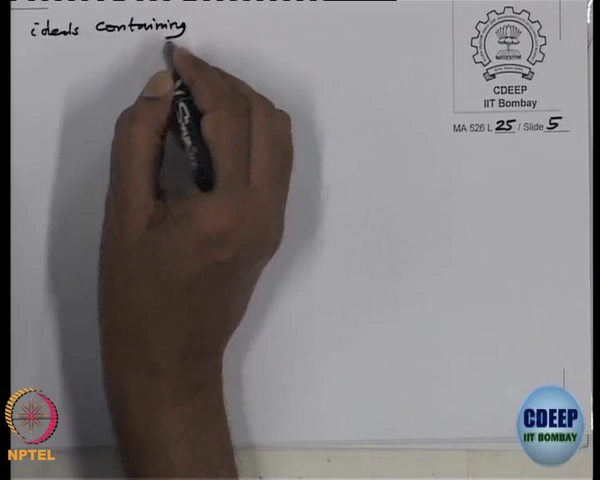 ideals containing
CDEEP
IIT Bombay
MA 526 L 25 / Slide 5
NPTEL
CDEEP
IIT BOMBAY